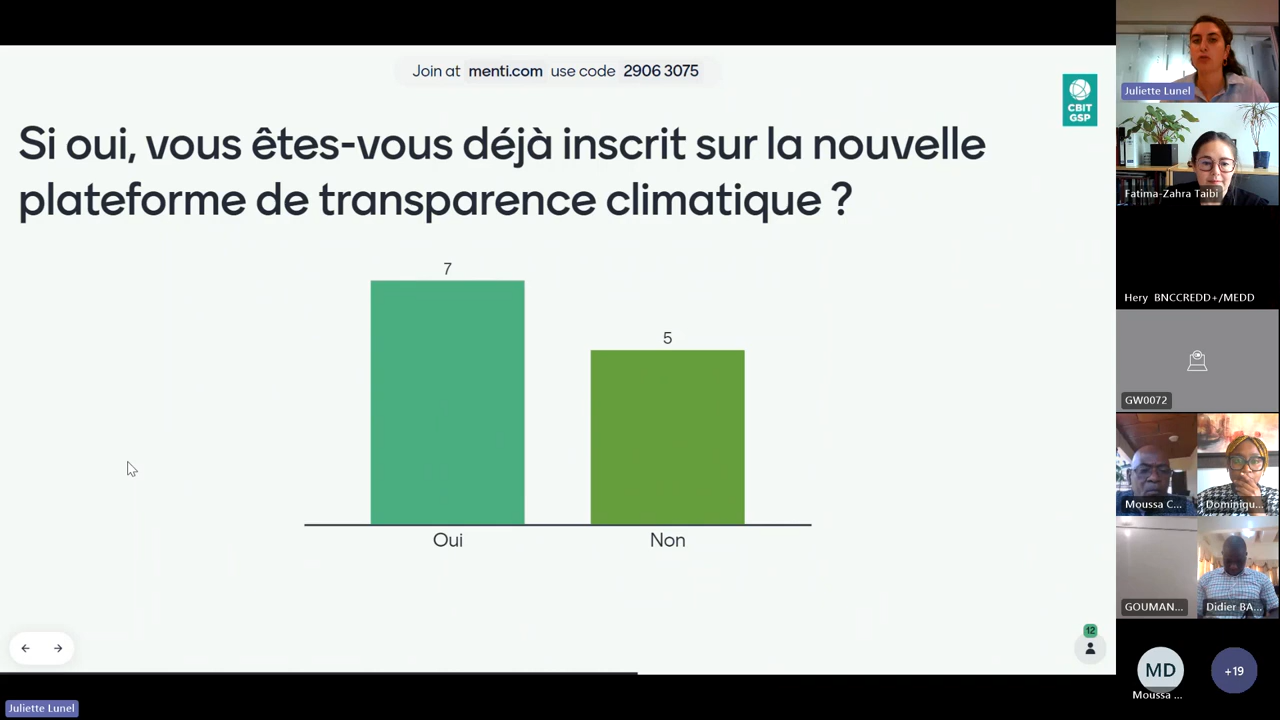 Join at menti.com use code 2906 3075
CBIT
GSP
Si oui, vous êtes-vous déjà inscrit sur la nouvelle
plateforme de transparence climatique ?
7
5
Oui
Non
12
Juliette Lunel
Juliette Lunel
Fatima-Zahra Taibi
Hery BNCCREDD+/MEDD
GW0072
Moussa C...
Dominiqu...
GOUMAN...
Didier BA...
MD
+19
Moussa ...